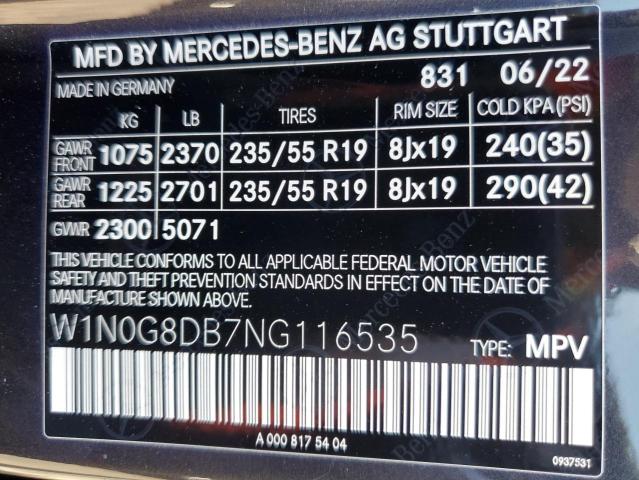 MFD BY MERCEDES-BENZ AG STUTTGART
MADE IN GERMANY 831 06/22
KG LB TIRES RIM SIZE COLD KPA(PSI)
GAWR FRONT 1075 2370 235/55 R19 8Jx19 240(35)
GAWR REAR 1225 2701 235/55 R19 8Jx19 290(42)
GVWR 2300 5071
THIS VEHICLE CONFORMS TO ALL APPLICABLE FEDERAL MOTOR VEHICLE
SAFETY AND THEFT PREVENTION STANDARDS IN EFFECT ON THE DATE OF
MANUFACTURE SHOWN ABOVE
W1N0G8DB7NG116535 TYPE: MPV
A 000 817 54 04
0937531